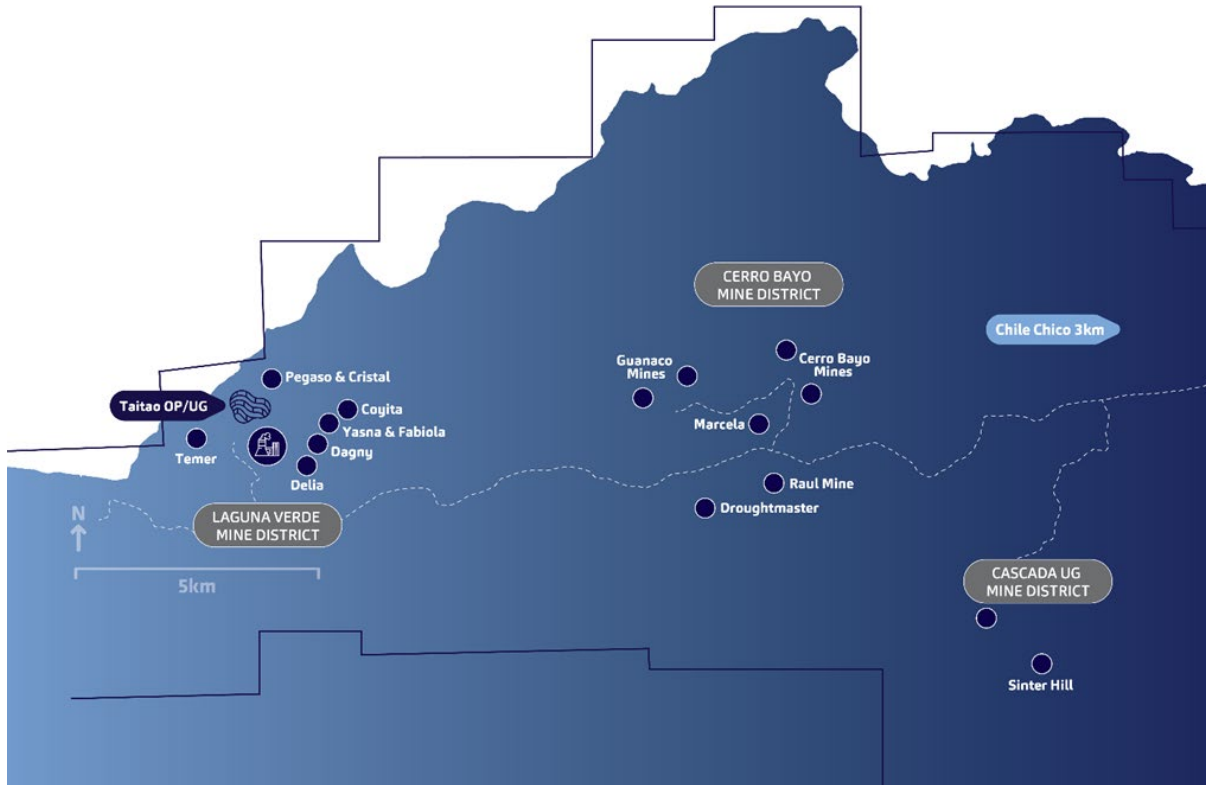 CERRO BAYO
MINE DISTRICT
Chile Chico 3km
Guanaco
Mines
Cerro Bayo
Mines
Pegaso & Cristal
Taitao OP/UG
Coyita
Yasna & Fabiola
Marcela
Dagny
Temer
Delia
Raul Mine
Droughtmaster
N
LAGUNA VERDE
MINE DISTRICT
5km
CASCADA UG
MINE DISTRICT
Sinter Hill